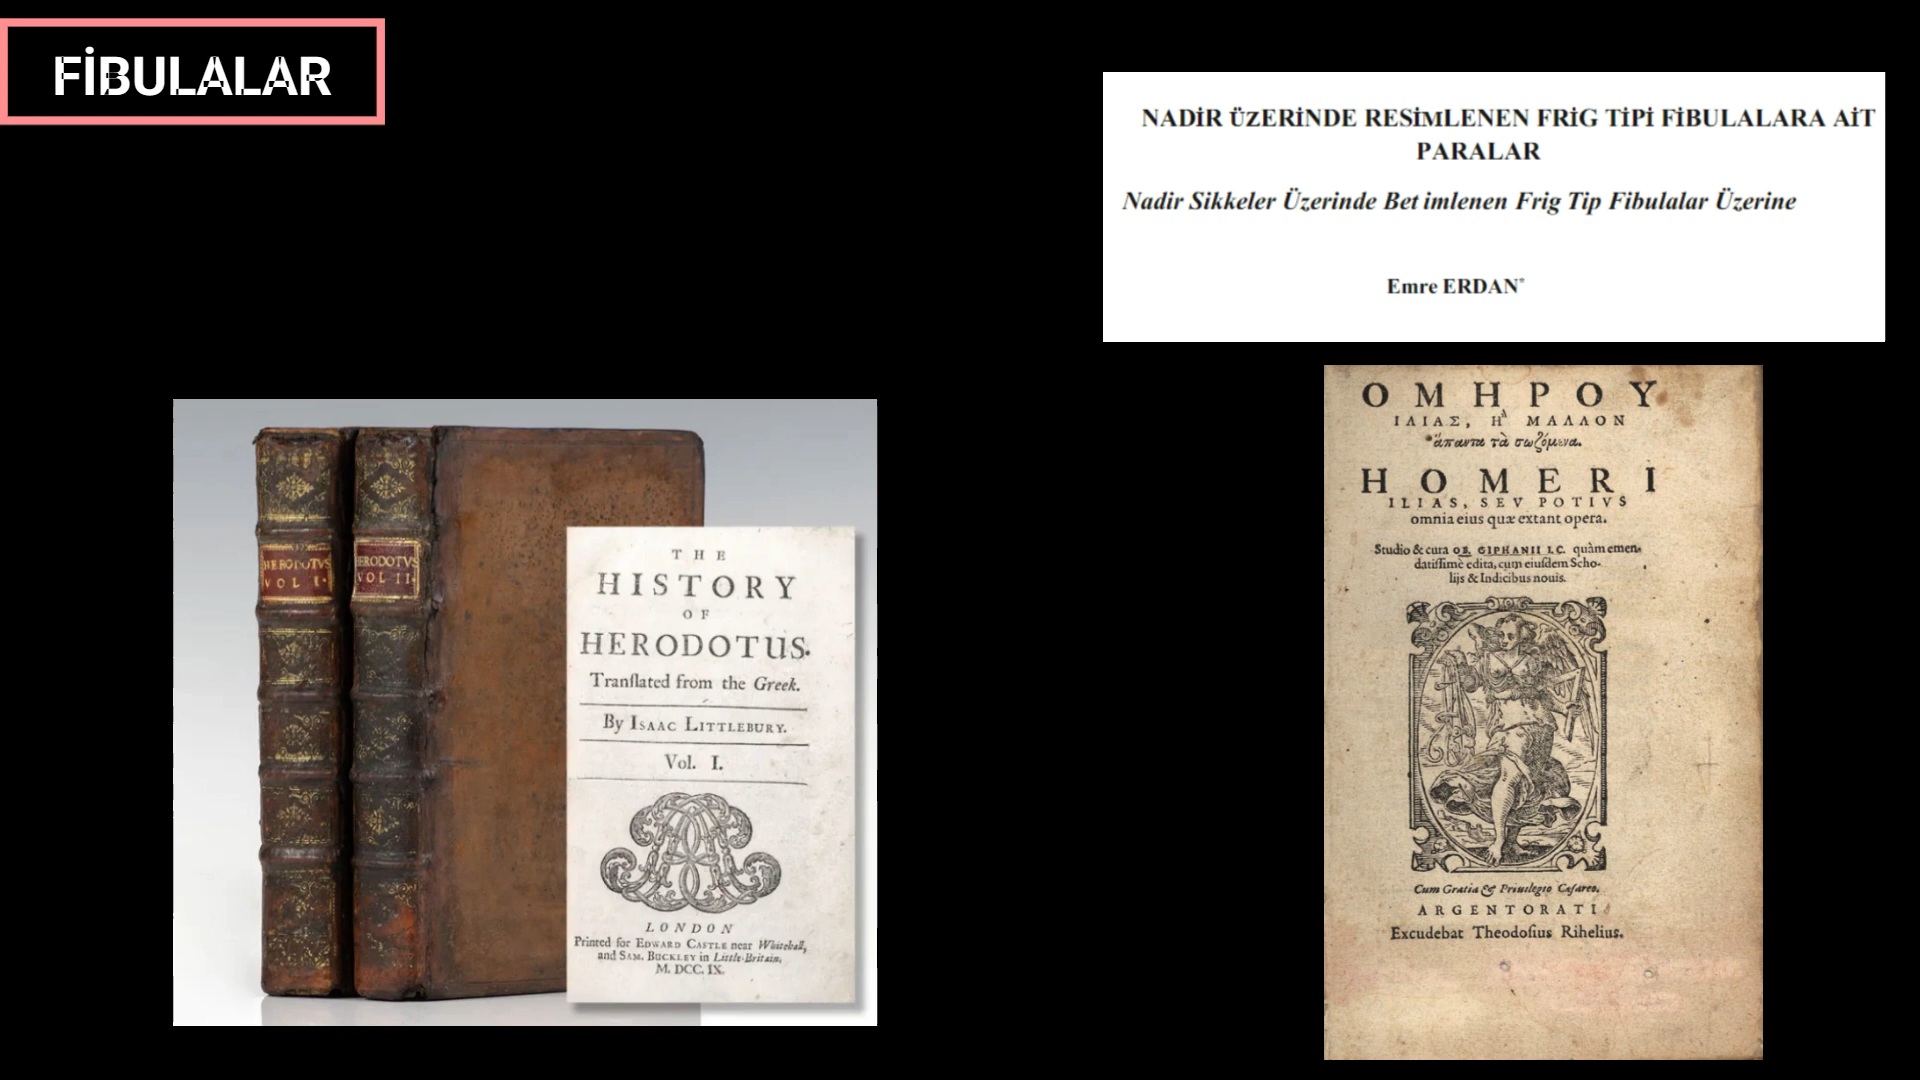 FİBULALAR
NADİR ÜZERİNDE RESİMLENEN FRİG TİPİ FİBULALARA AİT
PARALAR
Nadir Sikkeler Üzerinde Bet imlenen Frig Tip Fibulalar Üzerine
Emre ERDAN*
HERODOTVS
VOL I.
HERODOTVS
VOL II.
THE
HISTORY
OF
HERODOTUS.
Tranſlated from the Greek.
By ISAAC LITTLEBURY.
Vol. I.
LONDON
Printed for EDWARD CASTLE near Whitehall,
and SAM. BUCKLEY in Little-Britain.
M. DCC. IX.
ΟΜΗΡΟΥ
ΙΛΙΑΣ, Η ΜΑΛΛΟΝ
ἅπαντα τὰ σωζόμενα.
HOMERI
ILIAS, SEV POTIVS
omnia eius quæ extant opera.
Studio & cura OB. GIPHANII I.C. quàm emen-
datiſſimè edita, cum eiuſdem Scho-
lijs & Indicibus nouis.
Cum Gratia & Priuilegio Cæſareo.
ARGENTORATI
Excudebat Theodoſius Rihelius.